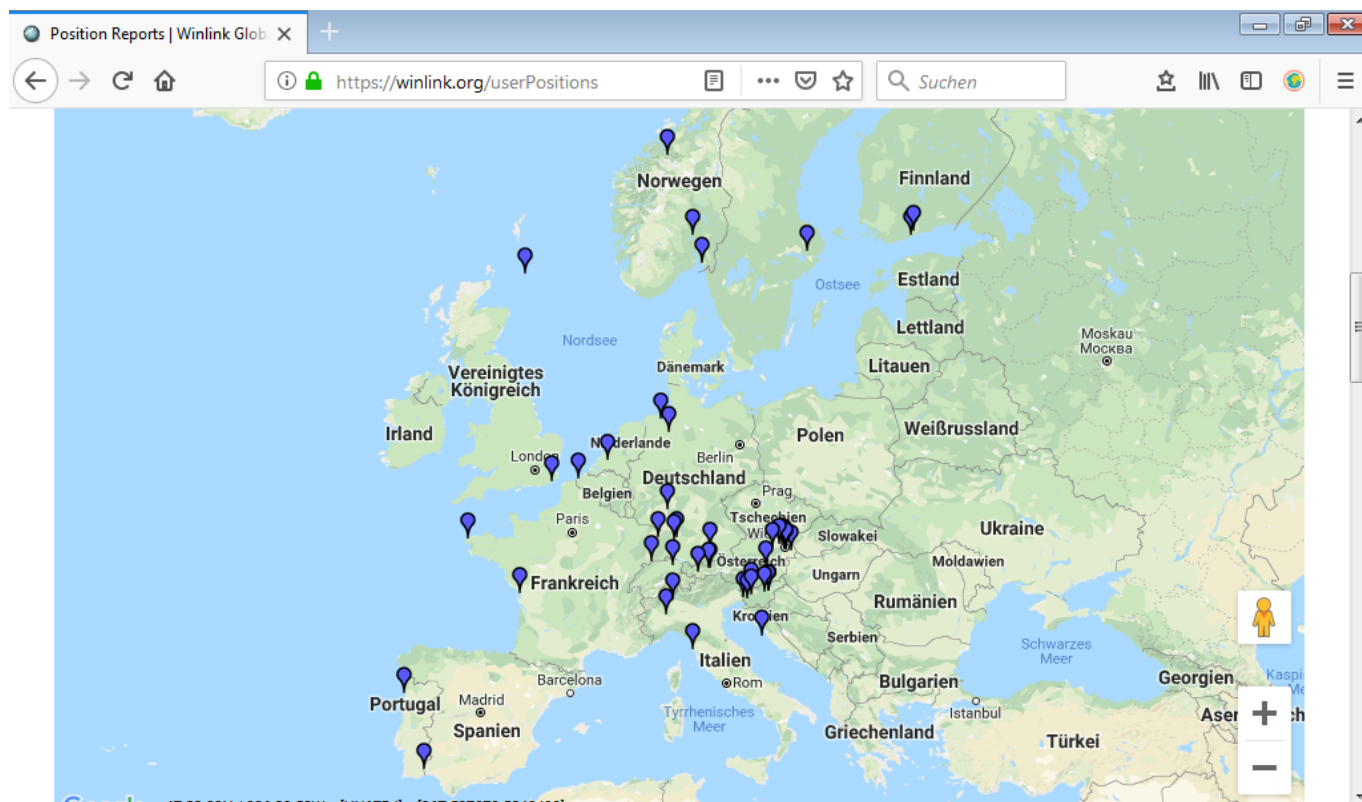 Position Reports | Winlink Glob
https://winlink.org/userPositions
Suchen
Norwegen
Finnland
Ostsee
Estland
Nordsee
Lettland
Moskau
Москва
Dänemark
Litauen
Vereinigtes
Königreich
Irland
Niederlande
Polen
Weißrussland
London
Berlin
Deutschland
Belgien
Prag
Paris
Tschechien
Slowakei
Ukraine
Österreich
Moldawien
Frankreich
Ungarn
Rumänien
Kroatien
Serbien
Schwarzes
Meer
Italien
Barcelona
Rom
Bulgarien
Georgien
Kaspi
Portugal
Madrid
Spanien
Tyrrhenisches
Meer
Istanbul
Griechenland
Türkei